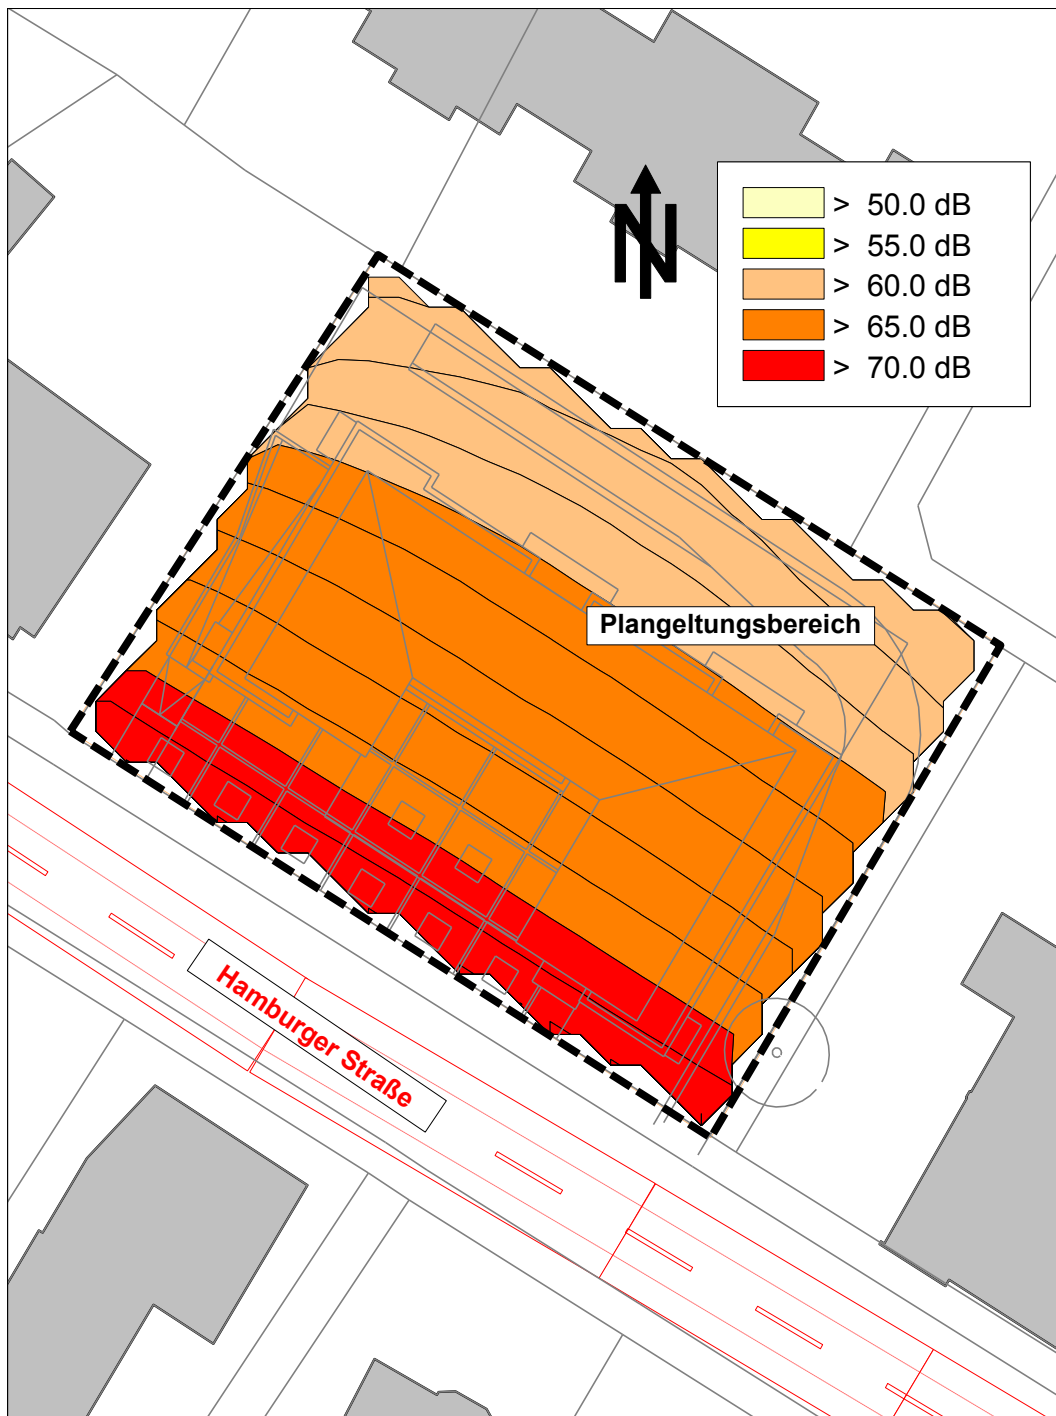 N
> 50.0 dB
> 55.0 dB
> 60.0 dB
> 65.0 dB
> 70.0 dB
Plangeltungsbereich
Hamburger Straße